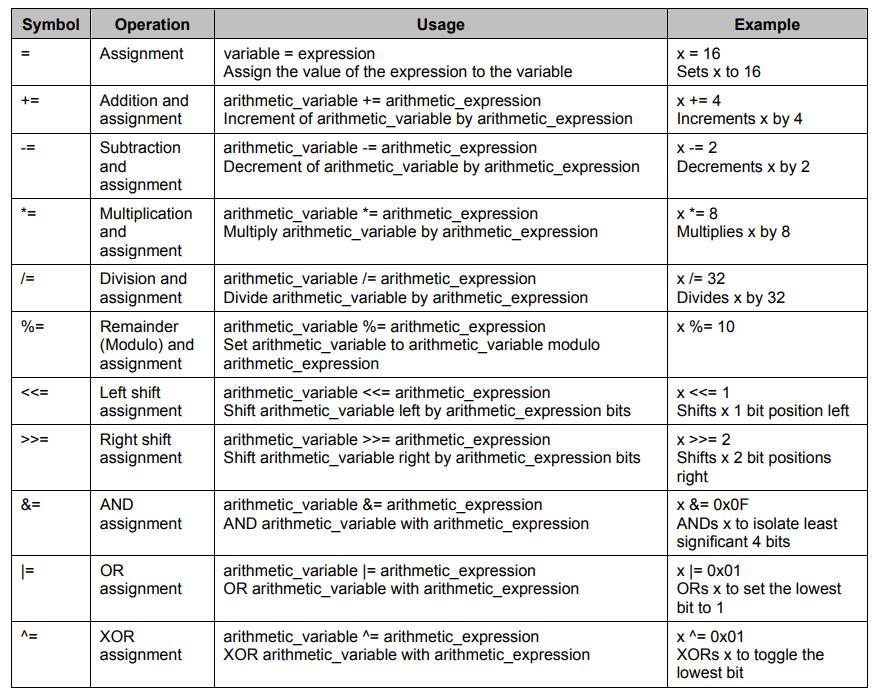 Symbol Operation Usage Example
= Assignment variable = expression x = 16
Assign the value of the expression to the variable Sets x to 16
+= Addition and arithmetic_variable += arithmetic_expression x += 4
assignment Increment of arithmetic_variable by arithmetic_expression Increments x by 4
-= Subtraction arithmetic_variable -= arithmetic_expression x -= 2
and Decrement of arithmetic_variable by arithmetic_expression Decrements x by 2
assignment
*= Multiplication arithmetic_variable *= arithmetic_expression x *= 8
and Multiply arithmetic_variable by arithmetic_expression Multiplies x by 8
assignment
/= Division and arithmetic_variable /= arithmetic_expression x /= 32
assignment Divide arithmetic_variable by arithmetic_expression Divides x by 32
%= Remainder arithmetic_variable %= arithmetic_expression x %= 10
(Modulo) and Set arithmetic_variable to arithmetic_variable modulo
assignment arithmetic_expression
<<= Left shift arithmetic_variable <<= arithmetic_expression x <<= 1
assignment Shift arithmetic_variable left by arithmetic_expression bits Shifts x 1 bit position left
>>= Right shift arithmetic_variable >>= arithmetic_expression x >>= 2
assignment Shift arithmetic_variable right by arithmetic_expression bits Shifts x 2 bit positions
right
&= AND arithmetic_variable &= arithmetic_expression x &= 0x0F
assignment AND arithmetic_variable with arithmetic_expression ANDs x to isolate least
significant 4 bits
|= OR arithmetic_variable |= arithmetic_expression x |= 0x01
assignment OR arithmetic_variable with arithmetic_expression ORs x to set the lowest
bit to 1
^= XOR arithmetic_variable ^= arithmetic_expression x ^= 0x01
assignment XOR arithmetic_variable with arithmetic_expression XORs x to toggle the
lowest bit